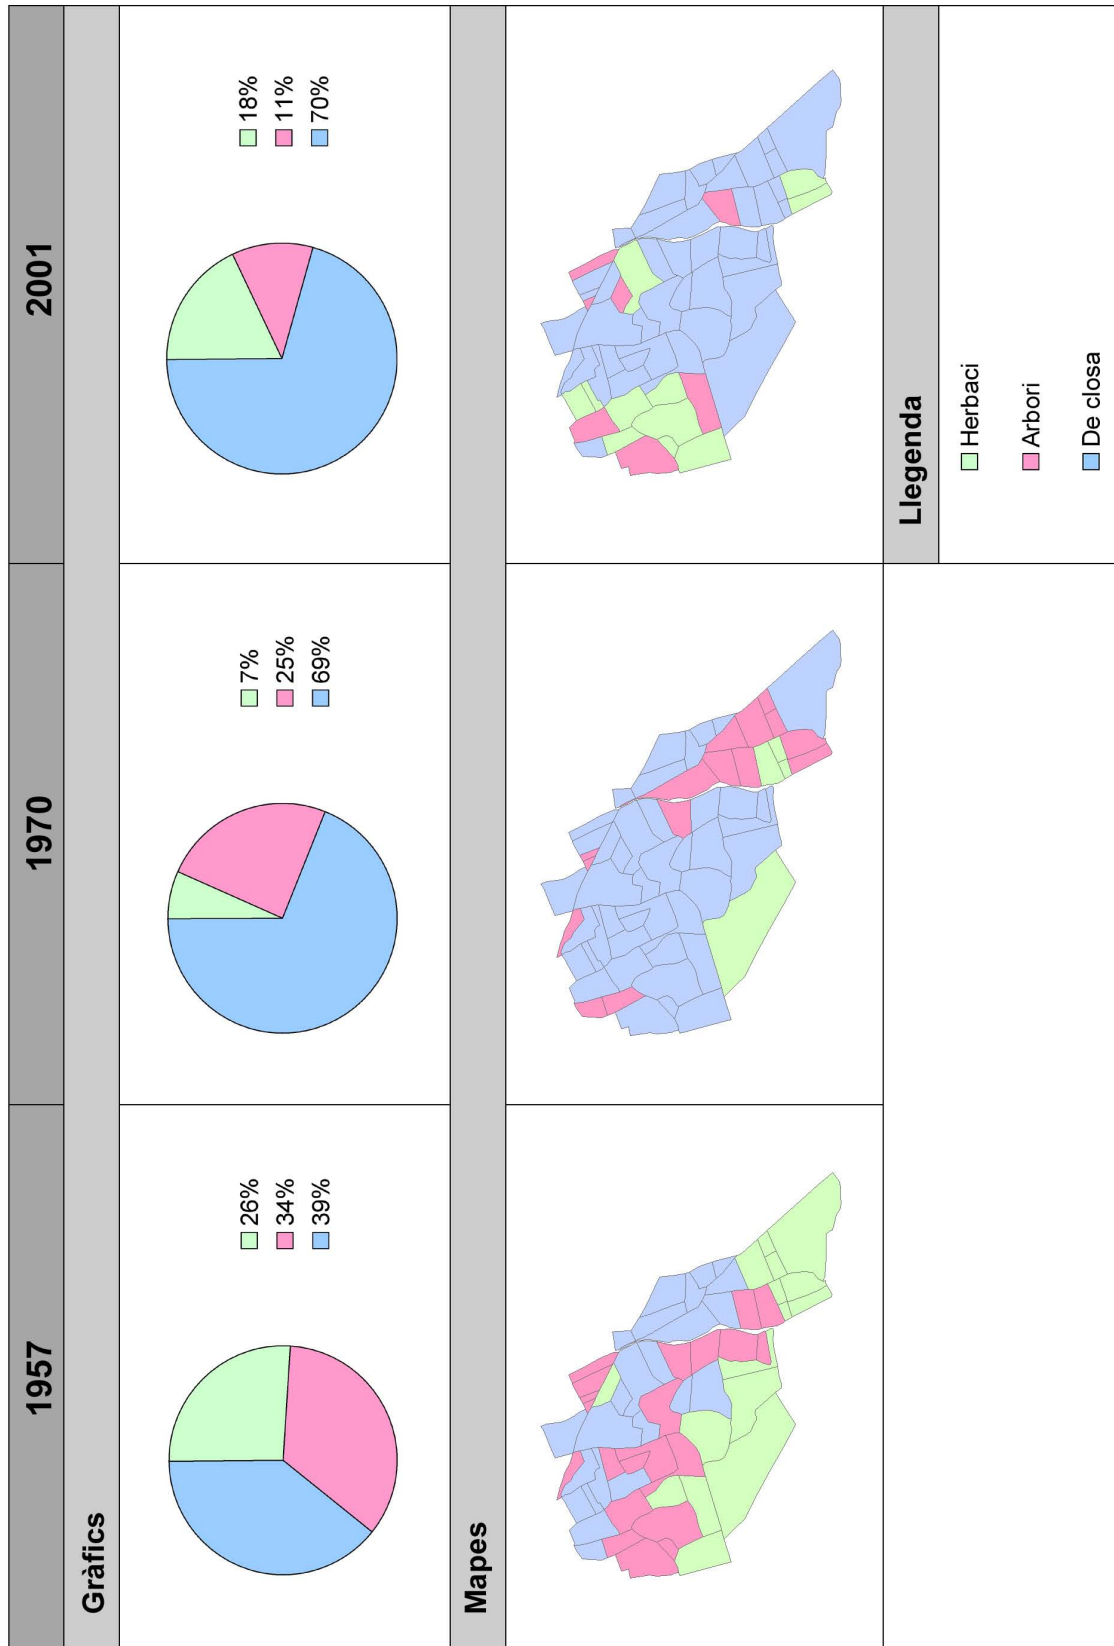 1957
1970
2001
Gràfics
26%
34%
39%
7%
25%
69%
18%
11%
70%
Mapes
Llegenda
Herbaci
Arbori
De closa